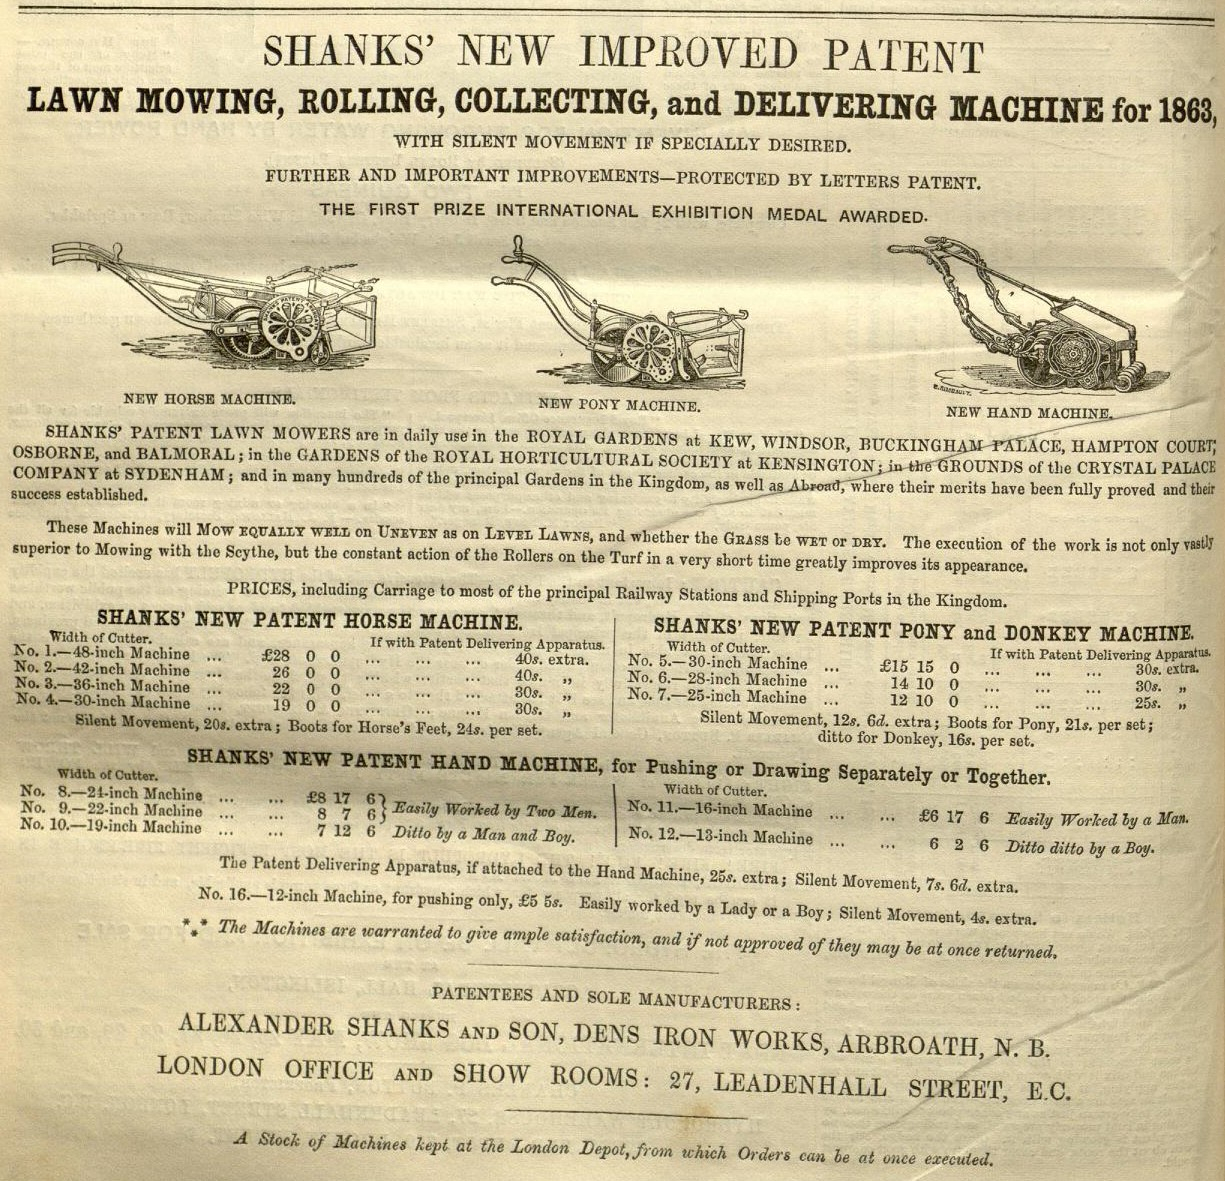 SHANKS' NEW IMPROVED PATENT
LAWN MOWING, ROLLING, COLLECTING, and DELIVERING MACHINE for 1863,
WITH SILENT MOVEMENT IF SPECIALLY DESIRED.
FURTHER AND IMPORTANT IMPROVEMENTS—PROTECTED BY LETTERS PATENT.
THE FIRST PRIZE INTERNATIONAL EXHIBITION MEDAL AWARDED.
NEW HORSE MACHINE.
NEW PONY MACHINE.
NEW HAND MACHINE.
SHANKS' PATENT LAWN MOWERS are in daily use in the ROYAL GARDENS at KEW, WINDSOR, BUCKINGHAM PALACE, HAMPTON COURT,
OSBORNE, and BALMORAL; in the GARDENS of the ROYAL HORTICULTURAL SOCIETY at KENSINGTON; in the GROUNDS of the CRYSTAL PALACE
COMPANY at SYDENHAM; and in many hundreds of the principal Gardens in the Kingdom, as well as Abroad, where their merits have been fully proved and their
success established.
These Machines will MOW EQUALLY WELL on UNEVEN as on LEVEL LAWNS, and whether the GRASS be WET or DRY. The execution of the work is not only vastly
superior to Mowing with the Scythe, but the constant action of the Rollers on the Turf in a very short time greatly improves its appearance.
PRICES, including Carriage to most of the principal Railway Stations and Shipping Ports in the Kingdom.
SHANKS' NEW PATENT HORSE MACHINE.
Width of Cutter. If with Patent Delivering Apparatus.
No. 1.—48-inch Machine ... £28 0 0 ... ... ... 40s. extra.
No. 2.—42-inch Machine ... 26 0 0 ... ... ... 40s. „
No. 3.—36-inch Machine ... 22 0 0 ... ... ... 30s. „
No. 4.—30-inch Machine ... 19 0 0 ... ... ... 30s. „
Silent Movement, 20s. extra; Boots for Horse's Feet, 24s. per set.
SHANKS' NEW PATENT PONY and DONKEY MACHINE.
Width of Cutter. If with Patent Delivering Apparatus.
No. 5.—30-inch Machine ... £15 15 0 ... ... ... 30s. extra.
No. 6.—28-inch Machine ... 14 10 0 ... ... ... 30s. „
No. 7.—25-inch Machine ... 12 10 0 ... ... ... 25s. „
Silent Movement, 12s. 6d. extra; Boots for Pony, 21s. per set;
ditto for Donkey, 16s. per set.
SHANKS' NEW PATENT HAND MACHINE, for Pushing or Drawing Separately or Together.
Width of Cutter.
No. 8.—24-inch Machine ... ... £8 17 6
No. 9.—22-inch Machine ... ... 8 7 6 } Easily Worked by Two Men.
No. 10.—19-inch Machine ... ... 7 12 6 Ditto by a Man and Boy.
Width of Cutter.
No. 11.—16-inch Machine ... ... £6 17 6 Easily Worked by a Man.
No. 12.—13-inch Machine ... ... 6 2 6 Ditto ditto by a Boy.
The Patent Delivering Apparatus, if attached to the Hand Machine, 25s. extra; Silent Movement, 7s. 6d. extra.
No. 16.—12-inch Machine, for pushing only, £5 5s. Easily worked by a Lady or a Boy; Silent Movement, 4s. extra.
*** The Machines are warranted to give ample satisfaction, and if not approved of they may be at once returned.
PATENTEES AND SOLE MANUFACTURERS:
ALEXANDER SHANKS AND SON, DENS IRON WORKS, ARBROATH, N. B.
LONDON OFFICE AND SHOW ROOMS: 27, LEADENHALL STREET, E.C.
A Stock of Machines kept at the London Depot, from which Orders can be at once executed.